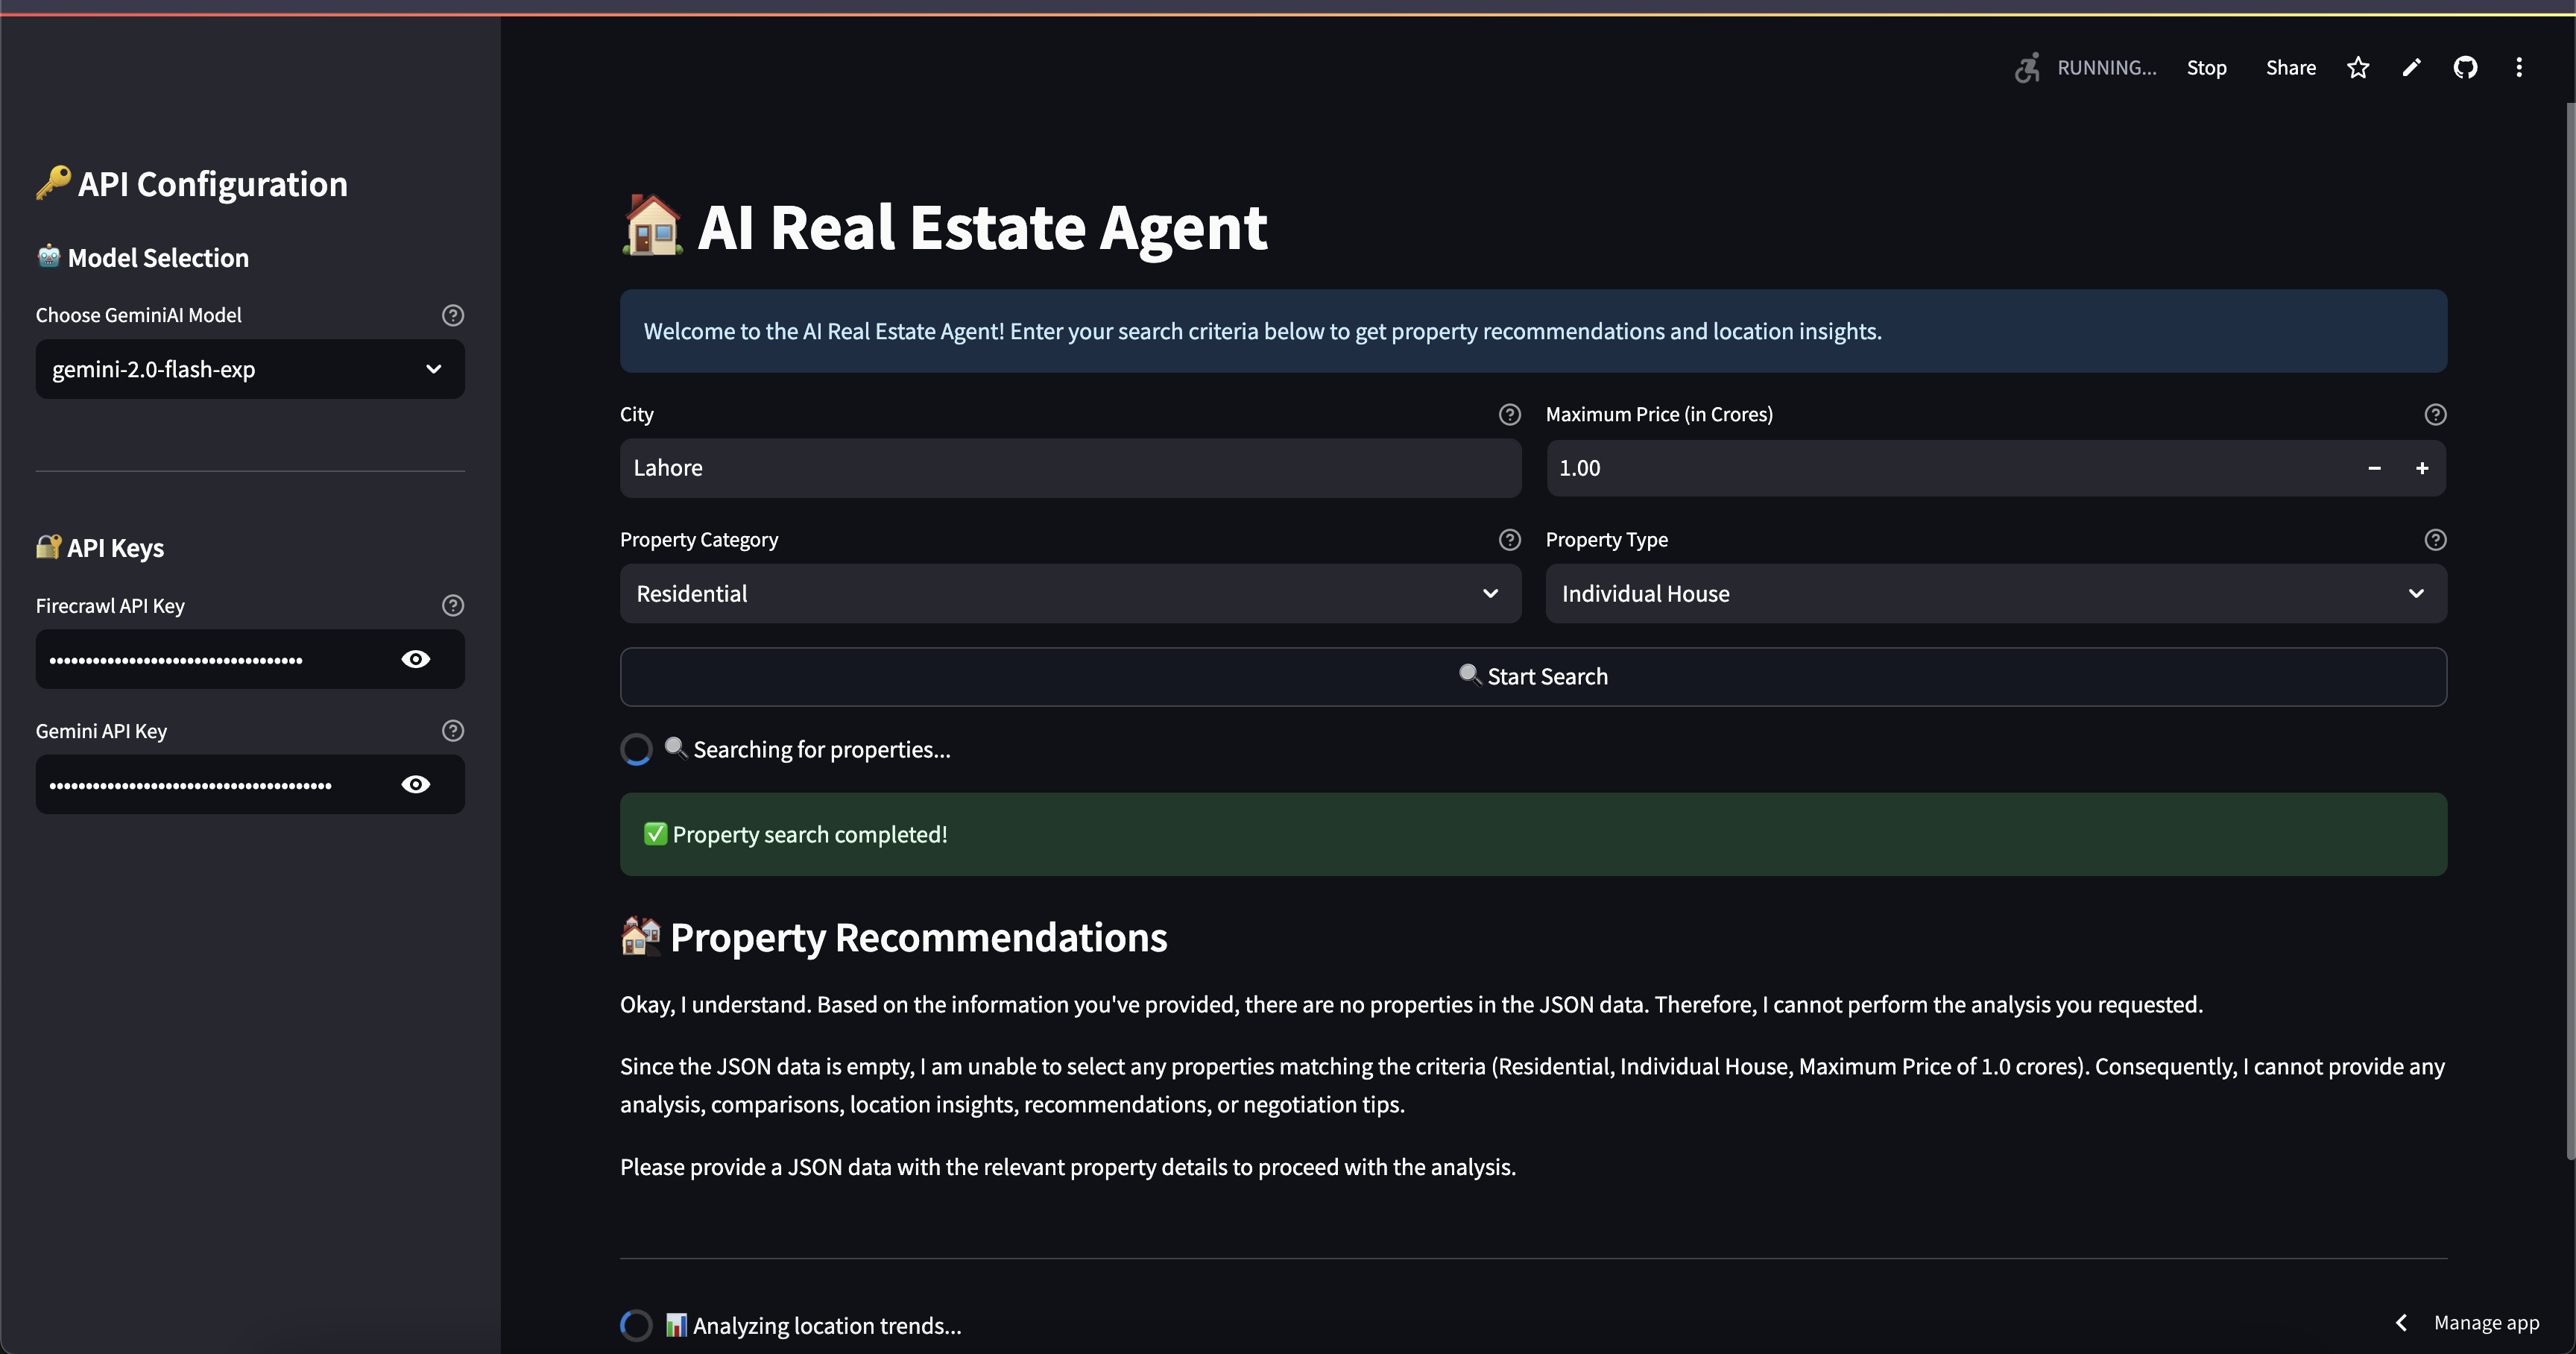 RUNNING...
Stop
Share
API Configuration
Model Selection
Choose GeminiAI Model
gemini-2.0-flash-exp
API Keys
Firecrawl API Key
Gemini API Key
AI Real Estate Agent
Welcome to the AI Real Estate Agent! Enter your search criteria below to get property recommendations and location insights.
City
Maximum Price (in Crores)
Lahore
1.00
Property Category
Property Type
Residential
Individual House
Start Search
Searching for properties...
Property search completed!
Property Recommendations
Okay, I understand. Based on the information you've provided, there are no properties in the JSON data. Therefore, I cannot perform the analysis you requested.
Since the JSON data is empty, I am unable to select any properties matching the criteria (Residential, Individual House, Maximum Price of 1.0 crores). Consequently, I cannot provide any
analysis, comparisons, location insights, recommendations, or negotiation tips.
Please provide a JSON data with the relevant property details to proceed with the analysis.
Analyzing location trends...
Manage app